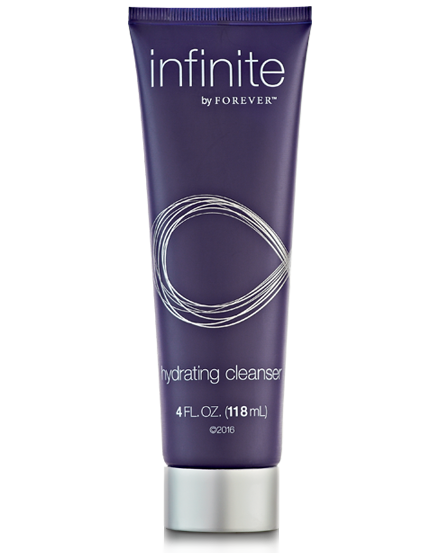 infinite
by FOREVER™
hydrating cleanser
4 FL. OZ. (118 mL)
©2016